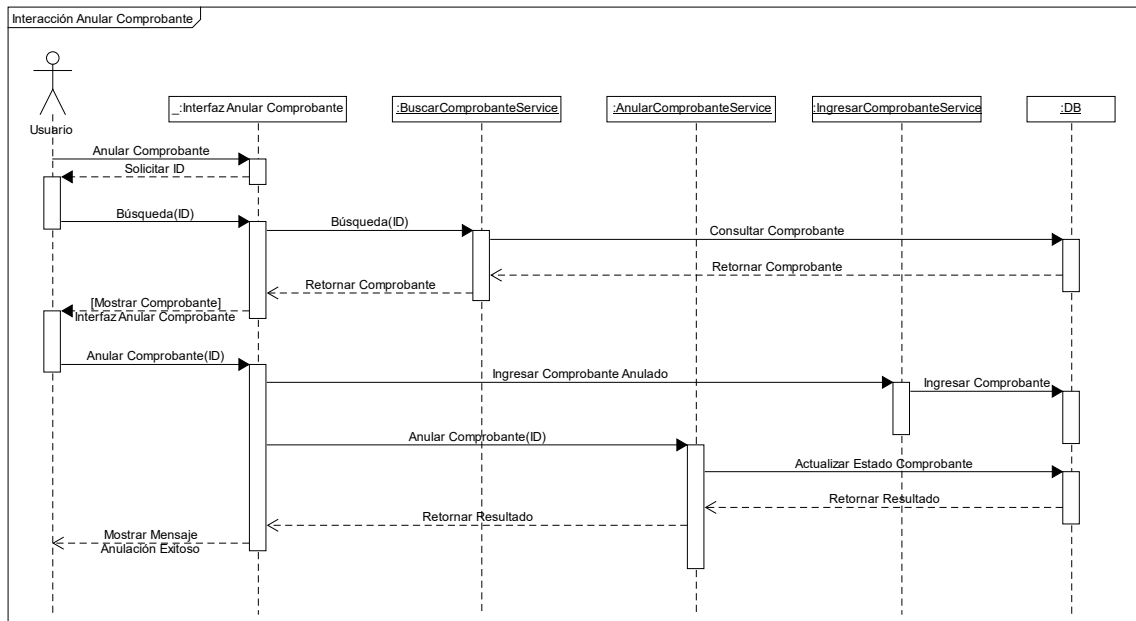 Interacción Anular Comprobante
Usuario
_:Interfaz Anular Comprobante
:BuscarComprobanteService
:AnularComprobanteService
:IngresarComprobanteService
:DB
Anular Comprobante
Solicitar ID
Búsqueda(ID)
Búsqueda(ID)
Consultar Comprobante
Retornar Comprobante
Retornar Comprobante
[Mostrar Comprobante]
Interfaz Anular Comprobante
Anular Comprobante(ID)
Ingresar Comprobante Anulado
Ingresar Comprobante
Anular Comprobante(ID)
Actualizar Estado Comprobante
Retornar Resultado
Retornar Resultado
Mostrar Mensaje
Anulación Exitoso